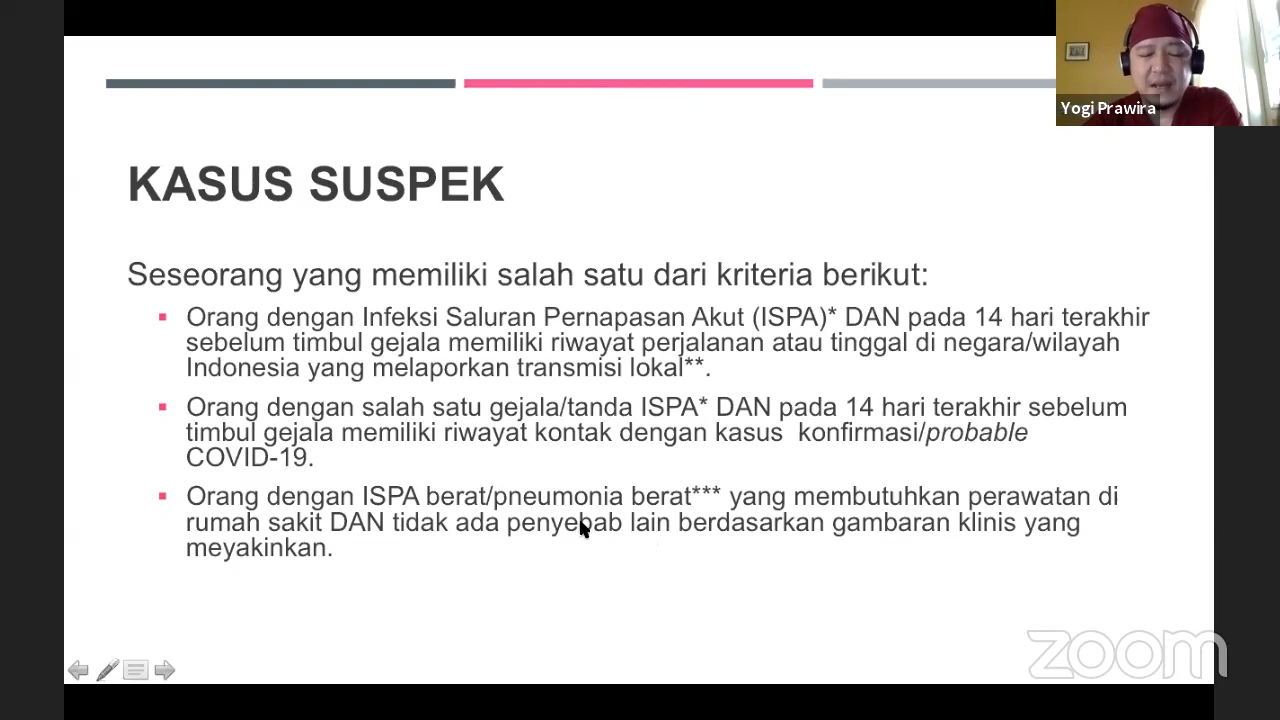 Yogi Prawira
KASUS SUSPEK
Seseorang yang memiliki salah satu dari kriteria berikut:
Orang dengan Infeksi Saluran Pernapasan Akut (ISPA)* DAN pada 14 hari terakhir
sebelum timbul gejala memiliki riwayat perjalanan atau tinggal di negara/wilayah
Indonesia yang melaporkan transmisi lokal**.
Orang dengan salah satu gejala/tanda ISPA* DAN pada 14 hari terakhir sebelum
timbul gejala memiliki riwayat kontak dengan kasus  konfirmasi/probable
COVID-19.
Orang dengan ISPA berat/pneumonia berat*** yang membutuhkan perawatan di
rumah sakit DAN tidak ada penyebab lain berdasarkan gambaran klinis yang
meyakinkan.
zoom